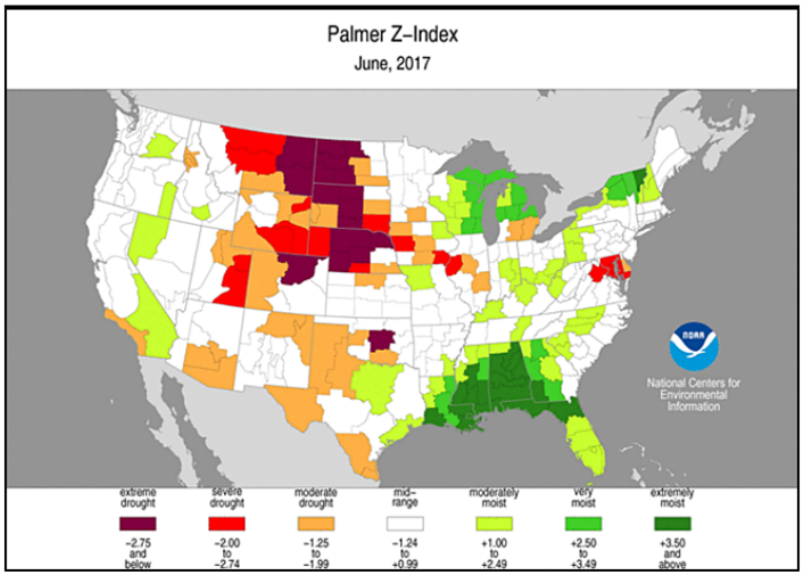 Palmer Z-Index
June, 2017
NOAA
National Centers for
Environmental
Information
extreme
drought
severe
drought
moderate
drought
mid-
range
moderately
moist
very
moist
extremely
moist
-2.75
and
below
-2.00
to
-2.74
-1.25
to
-1.99
-1.24
to
+0.99
+1.00
to
+2.49
+2.50
to
+3.49
+3.50
and
above